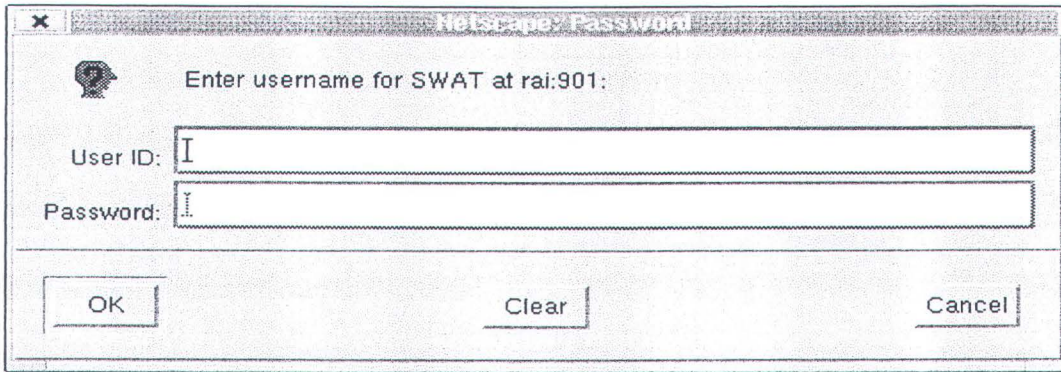 Netscape: Password
Enter username for SWAT at rai:901:
User ID:
Password:
OK Clear Cancel